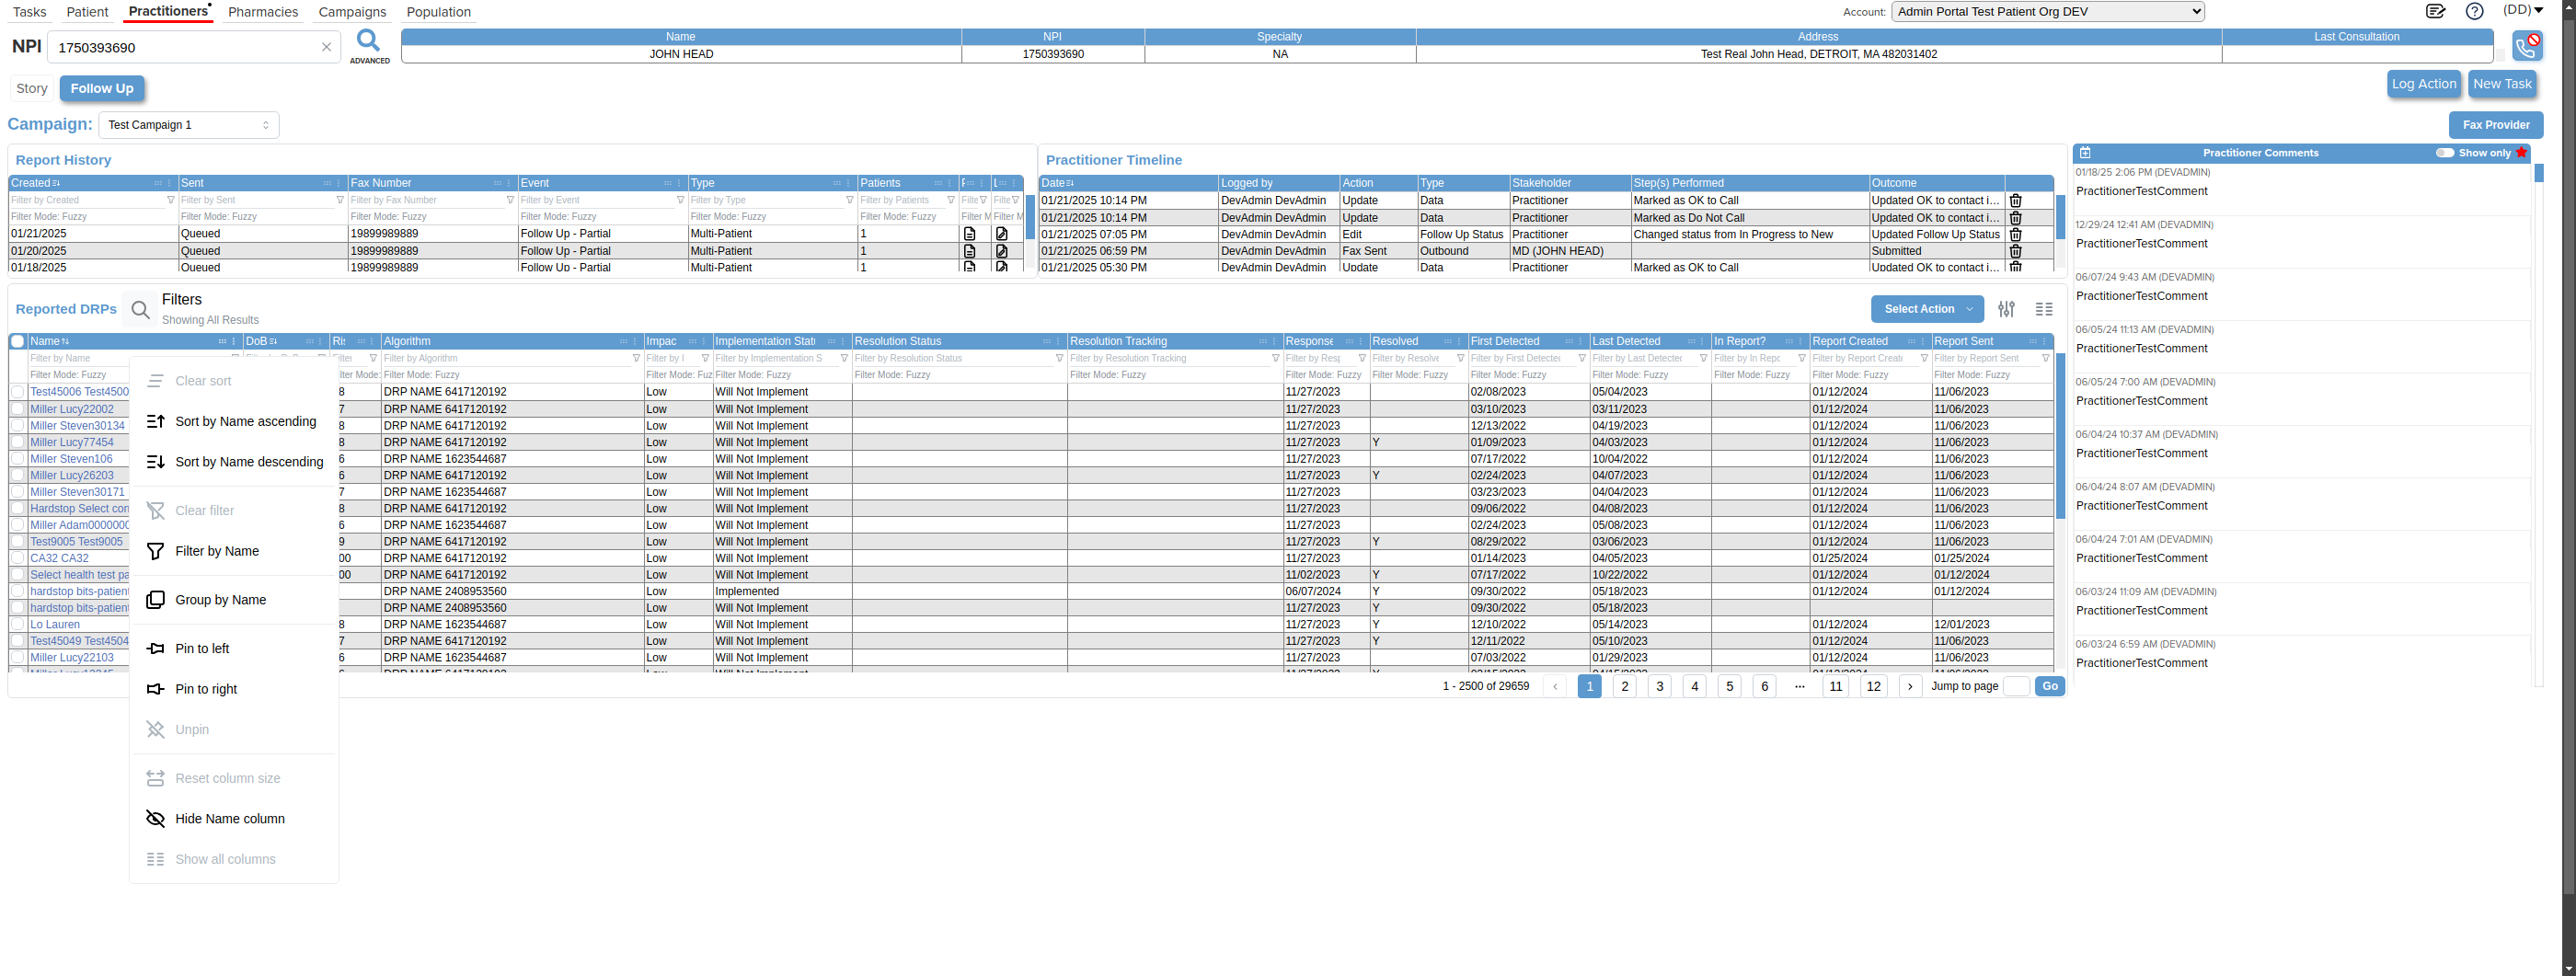 Tasks Patient Practitioners Pharmacies Campaigns Population Account: Admin Portal Test Patient Org DEV (DD)
NPI 1750393690 ADVANCED
Name NPI Specialty Address Last Consultation
JOHN HEAD 1750393690 NA Test Real John Head, DETROIT, MA 482031402
Story Follow Up Log Action New Task
Campaign: Test Campaign 1 Fax Provider
Report History
Created Sent Fax Number Event Type Patients
Filter by Created Filter by Sent Filter by Fax Number Filter by Event Filter by Type Filter by Patients Filte Filte
Filter Mode: Fuzzy Filter Mode: Fuzzy Filter Mode: Fuzzy Filter Mode: Fuzzy Filter Mode: Fuzzy Filter Mode: Fuzzy Filter M Filter M
01/21/2025 Queued 19899989889 Follow Up - Partial Multi-Patient 1
01/20/2025 Queued 19899989889 Follow Up - Partial Multi-Patient 1
01/18/2025 Queued 19899989889 Follow Up - Partial Multi-Patient 1
Practitioner Timeline
Date Logged by Action Type Stakeholder Step(s) Performed Outcome
01/21/2025 10:14 PM DevAdmin DevAdmin Update Data Practitioner Marked as OK to Call Updated OK to contact i...
01/21/2025 10:14 PM DevAdmin DevAdmin Update Data Practitioner Marked as Do Not Call Updated OK to contact i...
01/21/2025 07:05 PM DevAdmin DevAdmin Edit Follow Up Status Practitioner Changed status from In Progress to New Updated Follow Up Status
01/21/2025 06:59 PM DevAdmin DevAdmin Fax Sent Outbound MD (JOHN HEAD) Submitted
01/21/2025 05:30 PM DevAdmin DevAdmin Update Data Practitioner Marked as OK to Call Updated OK to contact i...
Practitioner Comments Show only
01/18/25 2:06 PM (DEVADMIN)
PractitionerTestComment
12/29/24 12:41 AM (DEVADMIN)
PractitionerTestComment
06/07/24 9:43 AM (DEVADMIN)
PractitionerTestComment
06/05/24 11:13 AM (DEVADMIN)
PractitionerTestComment
06/05/24 7:00 AM (DEVADMIN)
PractitionerTestComment
06/04/24 10:37 AM (DEVADMIN)
PractitionerTestComment
06/04/24 8:07 AM (DEVADMIN)
PractitionerTestComment
06/04/24 7:01 AM (DEVADMIN)
PractitionerTestComment
06/03/24 11:09 AM (DEVADMIN)
PractitionerTestComment
06/03/24 6:59 AM (DEVADMIN)
PractitionerTestComment
Reported DRPs Filters
Showing All Results Select Action
Name DoB Ris Algorithm Impac Implementation Stat Resolution Status Resolution Tracking Response Resolved First Detected Last Detected In Report? Report Created Report Sent
Filter by Name Filter by Algorithm Filter by I Filter by Implementation S Filter by Resolution Status Filter by Resolution Tracking Filter by Resp Filter by Resolve Filter by First Detected Filter by Last Detected Filter by In Repo Filter by Report Create Filter by Report Sent
Filter Mode: Fuzzy lter Mode: Filter Mode: Fuzzy Filter Mode: Fuz Filter Mode: Fuzzy Filter Mode: Fuzzy Filter Mode: Fuzzy Filter Mode: Fuzzy Filter Mode: Fuzzy Filter Mode: Fuzzy Filter Mode: Fuzzy Filter Mode: Fuzzy Filter Mode: Fuzzy Filter Mode: Fuzzy
Test45006 Test4500 8 DRP NAME 6417120192 Low Will Not Implement 11/27/2023 02/08/2023 05/04/2023 01/12/2024 11/06/2023
Miller Lucy22002 7 DRP NAME 6417120192 Low Will Not Implement 11/27/2023 03/10/2023 03/11/2023 01/12/2024 11/06/2023
Miller Steven30134 8 DRP NAME 6417120192 Low Will Not Implement 11/27/2023 12/13/2022 04/19/2023 01/12/2024 11/06/2023
Miller Lucy77454 8 DRP NAME 6417120192 Low Will Not Implement 11/27/2023 Y 01/09/2023 04/03/2023 01/12/2024 11/06/2023
Miller Steven106 6 DRP NAME 1623544687 Low Will Not Implement 11/27/2023 07/17/2022 10/04/2022 01/12/2024 11/06/2023
Miller Lucy26203 6 DRP NAME 6417120192 Low Will Not Implement 11/27/2023 Y 02/24/2023 04/07/2023 01/12/2024 11/06/2023
Miller Steven30171 7 DRP NAME 1623544687 Low Will Not Implement 11/27/2023 03/23/2023 04/04/2023 01/12/2024 11/06/2023
Hardstop Select con 8 DRP NAME 6417120192 Low Will Not Implement 11/27/2023 09/06/2022 04/08/2023 01/12/2024 11/06/2023
Miller Adam0000000 6 DRP NAME 1623544687 Low Will Not Implement 11/27/2023 02/24/2023 05/08/2023 01/12/2024 11/06/2023
Test9005 Test9005 9 DRP NAME 6417120192 Low Will Not Implement 11/27/2023 Y 08/29/2022 03/06/2023 01/12/2024 11/06/2023
CA32 CA32 00 DRP NAME 6417120192 Low Will Not Implement 11/27/2023 01/14/2023 04/05/2023 01/25/2024 01/25/2024
Select health test pa 00 DRP NAME 6417120192 Low Will Not Implement 11/02/2023 Y 07/17/2022 10/22/2022 01/12/2024 01/12/2024
hardstop bits-patient DRP NAME 2408953560 Low Implemented 06/07/2024 Y 09/30/2022 05/18/2023 01/12/2024 01/12/2024
hardstop bits-patient DRP NAME 2408953560 Low Will Not Implement 11/27/2023 Y 09/30/2022 05/18/2023
Lo Lauren 8 DRP NAME 1623544687 Low Will Not Implement 11/27/2023 Y 12/10/2022 05/14/2023 01/12/2024 12/01/2023
Test45049 Test4504 7 DRP NAME 6417120192 Low Will Not Implement 11/27/2023 Y 12/11/2022 05/10/2023 01/12/2024 11/06/2023
Miller Lucy22103 6 DRP NAME 1623544687 Low Will Not Implement 11/27/2023 07/03/2022 01/29/2023 01/12/2024 11/06/2023
Clear sort
Sort by Name ascending
Sort by Name descending
Clear filter
Filter by Name
Group by Name
Pin to left
Pin to right
Unpin
Reset column size
Hide Name column
Show all columns
1 - 2500 of 29659 1 2 3 4 5 6 ... 11 12 Jump to page Go